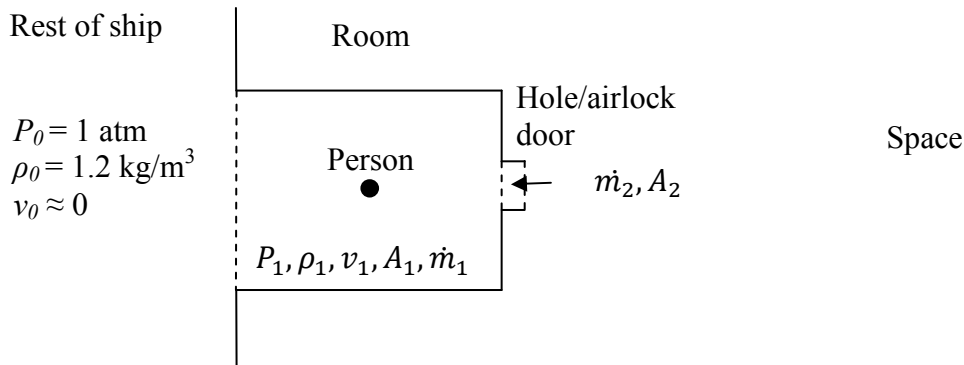 Rest of ship
Room
P₀ = 1 atm
ρ₀ = 1.2 kg/m³
v₀ ≈ 0
Person
Hole/airlock
door
Space
ṁ₂, A₂
P₁, ρ₁, v₁, A₁, ṁ₁